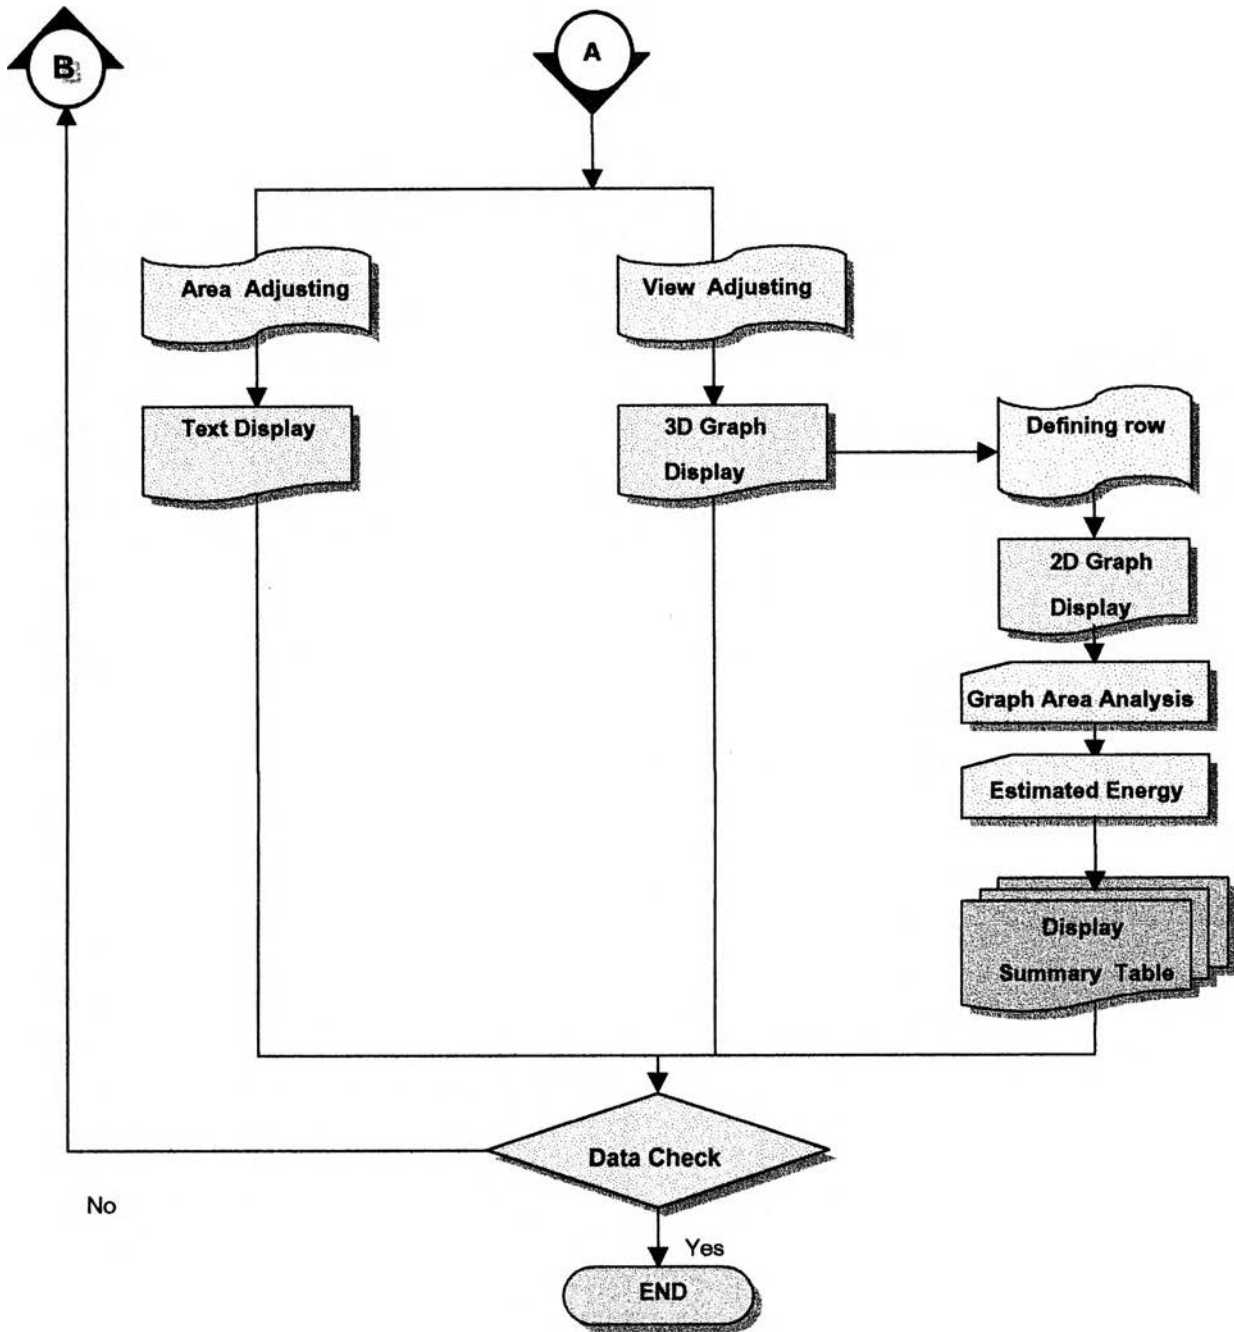 B
A
Area Adjusting
View Adjusting
Text Display
3D Graph
Display
Defining row
2D Graph
Display
Graph Area Analysis
Estimated Energy
Display
Summary Table
Data Check
No
Yes
END